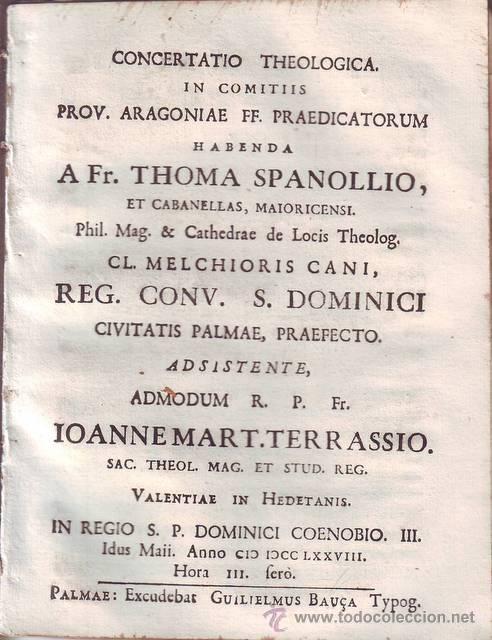 CONCERTATIO THEOLOGICA.
IN COMITIIS
PROV. ARAGONIAE FF. PRAEDICATORUM
HABENDA
A Fr. THOMA SPANOLLIO,
ET CABANELLAS, MAIORICENSI.
Phil. Mag. & Cathedrae de Locis Theolog.
CL. MELCHIORIS CANI,
REG. CONV. S. DOMINICI
CIVITATIS PALMAE, PRAEFECTO.
ADSISTENTE,
ADMODUM R. P. Fr.
IOANNE MART. TERRASSIO.
SAC. THEOL. MAG. ET STUD. REG.
VALENTIAE IN HEDETANIS.
IN REGIO S. P. DOMINICI COENOBIO. III.
Idus Maii. Anno CIƆ IƆCC LXXVIII.
Hora III. ſerò.
PALMAE: Excudebat GUILIELMUS BAUÇA Typog.
www.todocoleccion.net